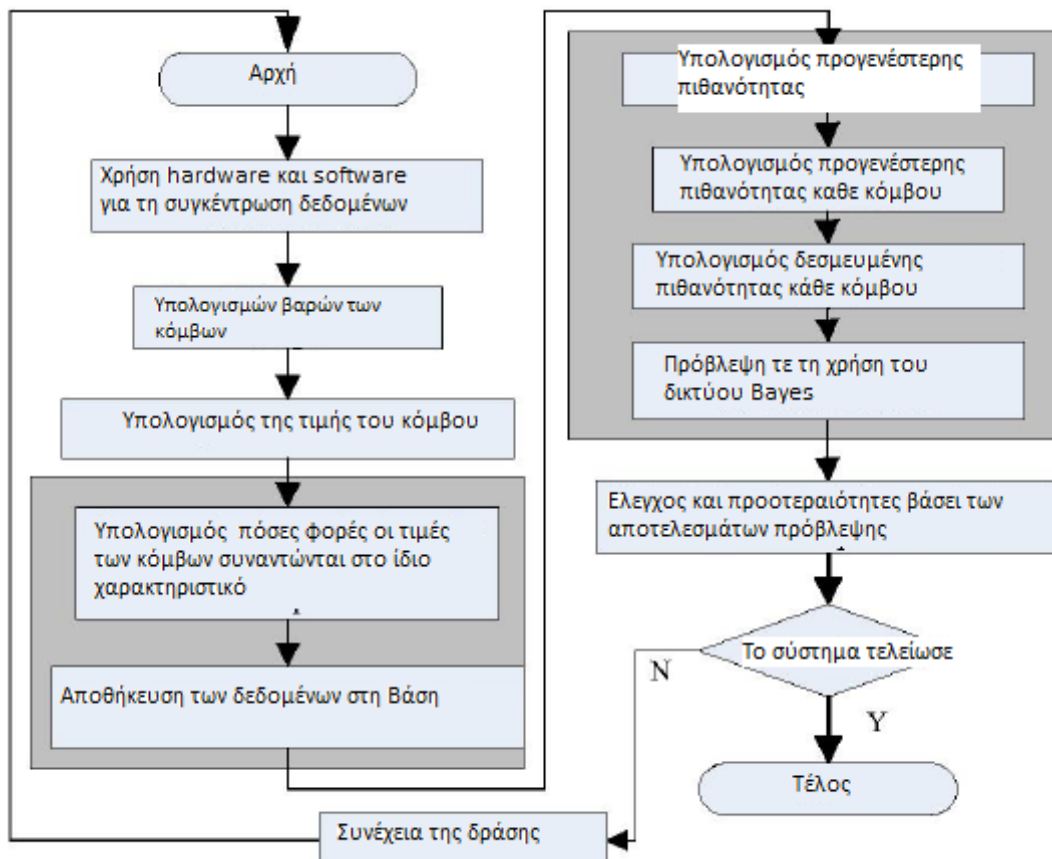 Αρχή
Χρήση hardware και software
για τη συγκέντρωση δεδομένων
Υπολογισμών βαρών των
κόμβων
Υπολογισμός της τιμής του κόμβου
Υπολογισμός πόσες φορές οι τιμές
των κόμβων συναντώνται στο ίδιο
χαρακτηριστικό
Αποθήκευση των δεδομένων στη Βάση
Υπολογισμός προγενέστερης
πιθανότητας
Υπολογισμός προγενέστερης
πιθανότητας καθε κόμβου
Υπολογισμός δεσμευμένης
πιθανότητας κάθε κόμβου
Πρόβλεψη τε τη χρήση του
δικτύου Bayes
Ελεγχος και προοτεραιότητες βάσει των
αποτελεσμάτων πρόβλεψης
Το σύστημα τελείωσε
N
Y
Τέλος
Συνέχεια της δράσης